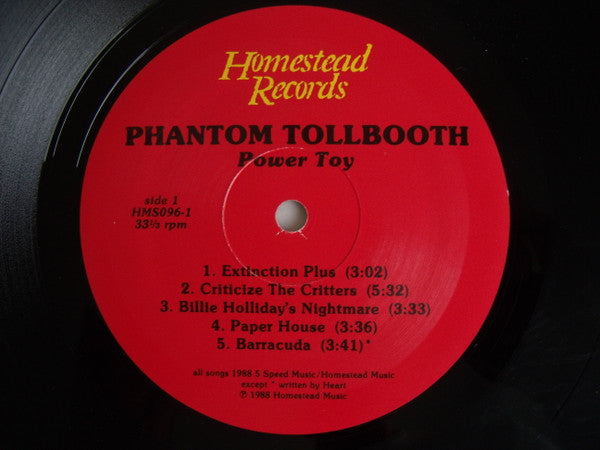 Homestead
Records
PHANTOM TOLLBOOTH
Power Toy
side 1
HMS096-1
33⅓ rpm
1. Extinction Plus (3:02)
2. Criticize The Critters (5:32)
3. Billie Holliday's Nightmare (3:33)
4. Paper House (3:36)
5. Barracuda (3:41)*
all songs 1988 5 Speed Music/Homestead Music
except * written by Heart
℗ 1988 Homestead Music